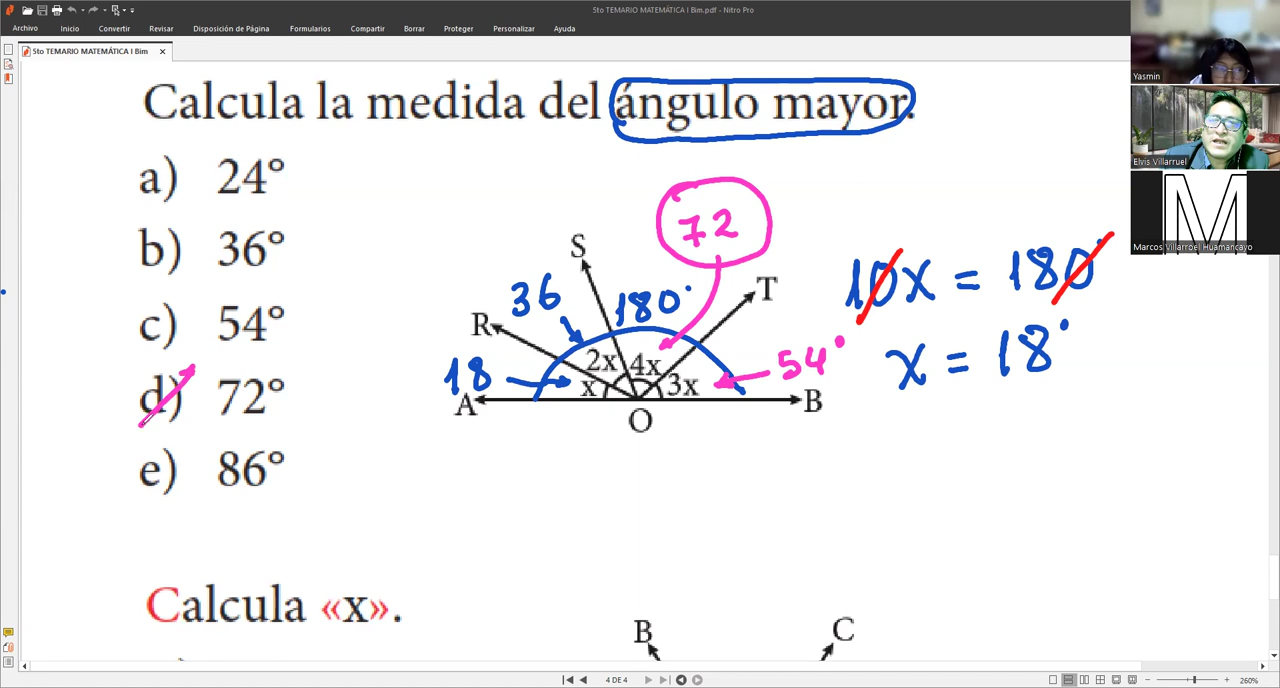 5to TEMARIO MATEMÁTICA I Bim.pdf - Nitro Pro
Archivo Inicio Convertir Revisar Disposición de Página Formularios Compartir Borrar Proteger Personalizar Ayuda
5to TEMARIO MATEMÁTICA I Bim
Yasmin
Elvis Villarruel
M
Marcos Villarroel Huamancayo
Calcula la medida del ángulo mayor.
a) 24°
b) 36°
c) 54°
d) 72°
e) 86°
72
S
36
180°
T
R
2x
4x
54°
18
x
3x
A
B
O
10x = 180°
x = 18°
Calcula «x».
B
C
4 DE 4
260%